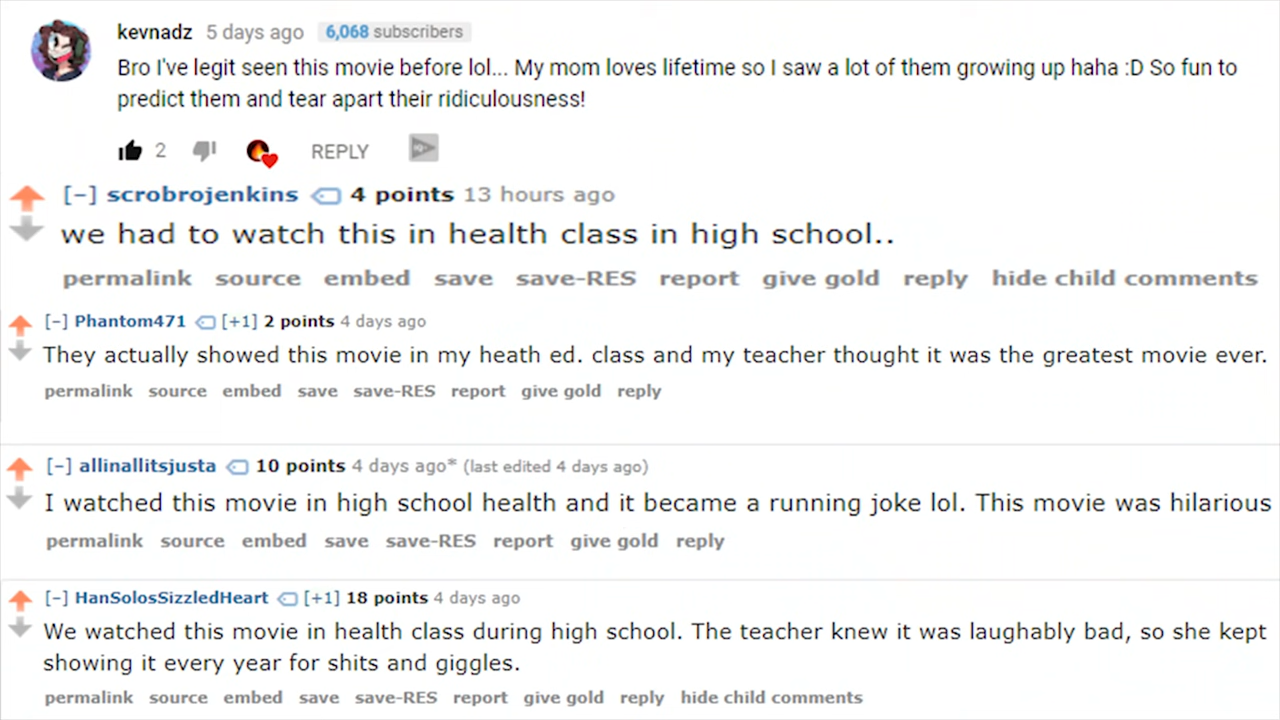 kevnadz 5 days ago 6,068 subscribers
Bro I've legit seen this movie before lol... My mom loves lifetime so I saw a lot of them growing up haha :D So fun to
predict them and tear apart their ridiculousness!
2 REPLY
[–] scrobrojenkins 4 points 13 hours ago
we had to watch this in health class in high school..
permalink source embed save save-RES report give gold reply hide child comments
[–] Phantom471 [+1] 2 points 4 days ago
They actually showed this movie in my heath ed. class and my teacher thought it was the greatest movie ever.
permalink source embed save save-RES report give gold reply
[–] allinallitsjusta 10 points 4 days ago* (last edited 4 days ago)
I watched this movie in high school health and it became a running joke lol. This movie was hilarious
permalink source embed save save-RES report give gold reply
[–] HanSolosSizzledHeart [+1] 18 points 4 days ago
We watched this movie in health class during high school. The teacher knew it was laughably bad, so she kept
showing it every year for shits and giggles.
permalink source embed save save-RES report give gold reply hide child comments